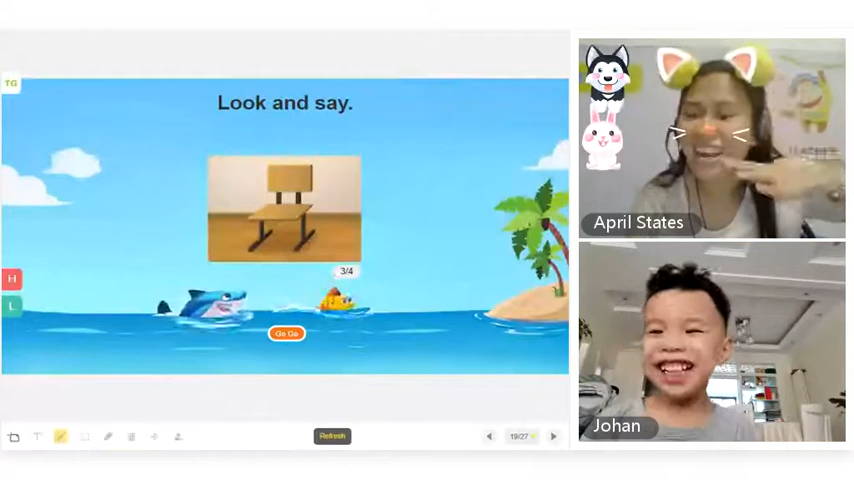 TG
Look and say.
3/4
H
L
Go Go
Refresh
19/27
April States
Johan